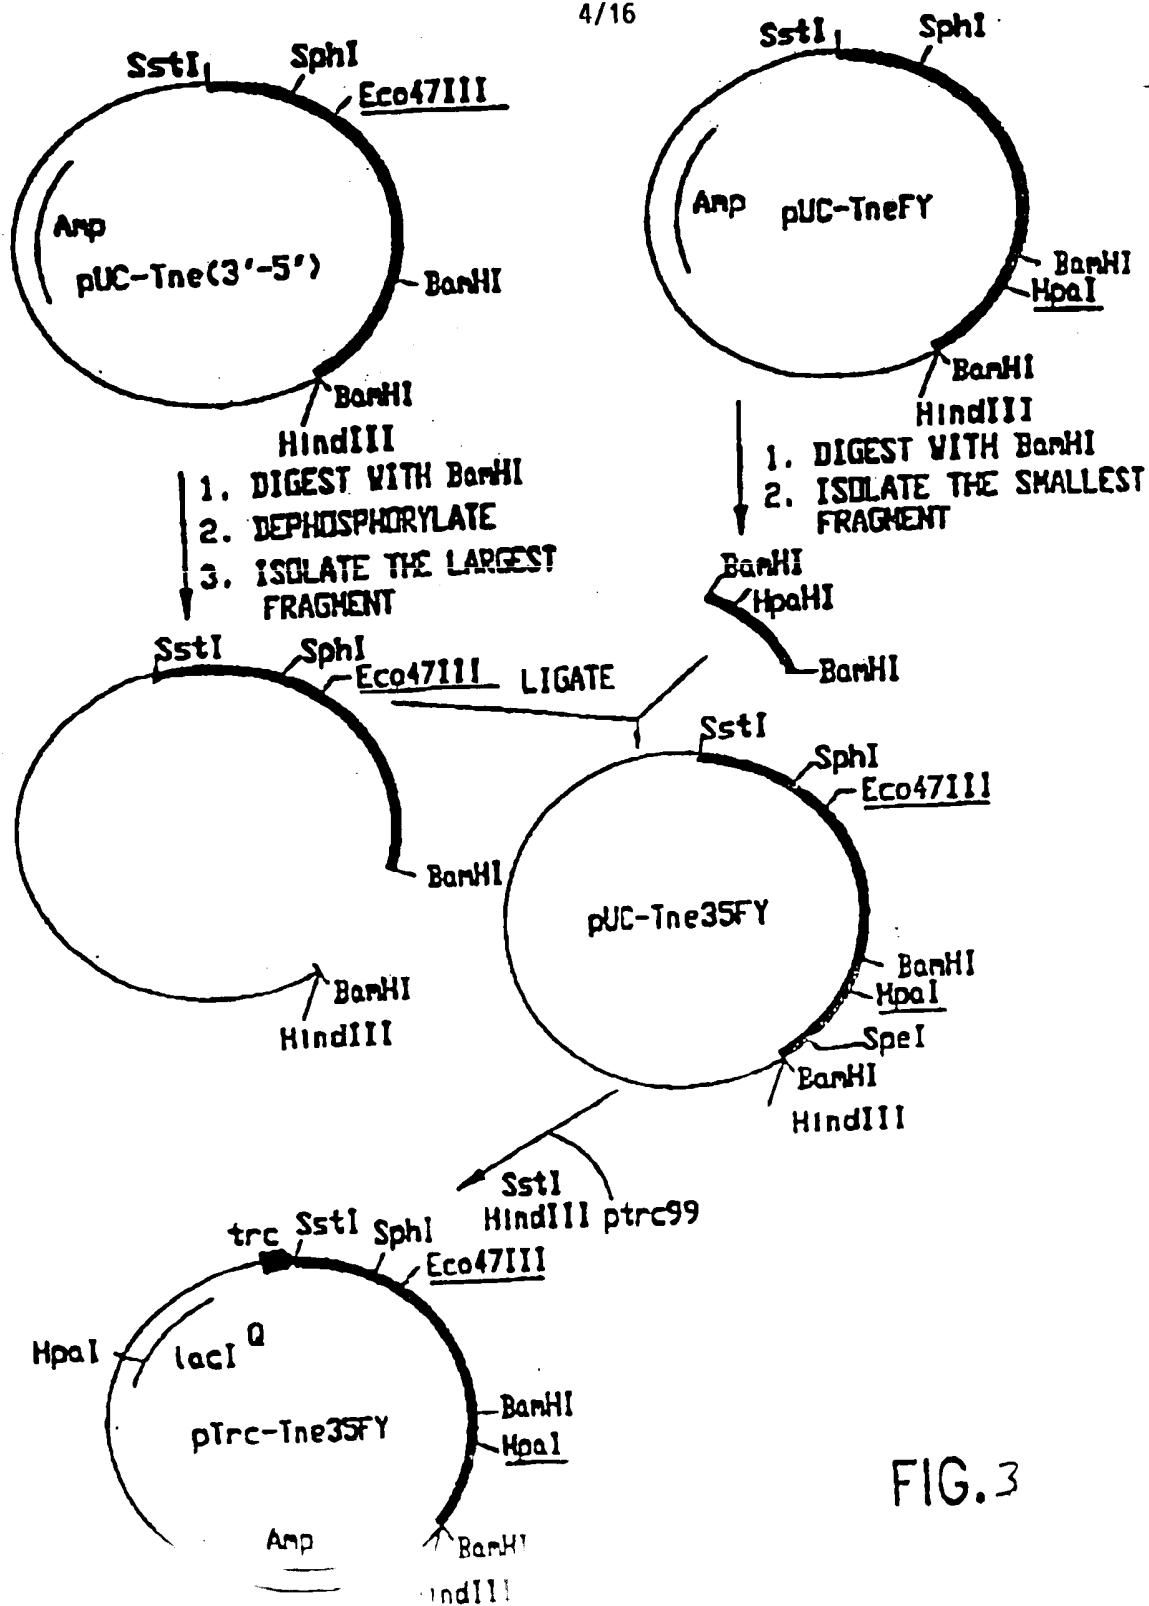 4/16
SstI
SphI
Eco47III
Amp
pUC-Tne(3'-5')
BamHI
BamHI
HindIII
SstI
SphI
Amp
pUC-TneFY
BamHI
HpaI
BamHI
HindIII
1. DIGEST WITH BamHI
2. DEPHOSPHORYLATE
3. ISOLATE THE LARGEST
FRAGMENT
1. DIGEST WITH BamHI
2. ISOLATE THE SMALLEST
FRAGMENT
BamHI
HpaHI
BamHI
SstI
SphI
Eco47III
LIGATE
BamHI
BamHI
HindIII
SstI
SphI
Eco47III
pUC-Tne35FY
BamHI
HpaI
SpeI
BamHI
HindIII
SstI
HindIII ptrc99
trc
SstI
SphI
Eco47III
HpaI
lacI Q
pTrc-Tne35FY
BamHI
HpaI
Amp
BamHI
indIII
FIG. 3